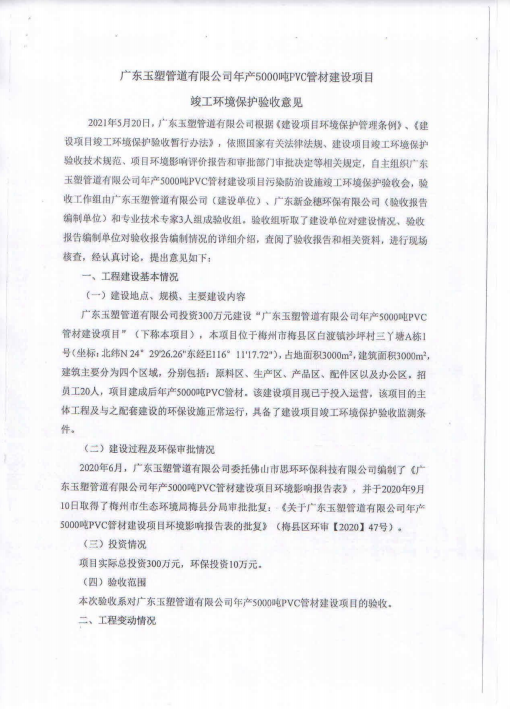 广东玉塑管道有限公司年产5000吨PVC管材建设项目
竣工环境保护验收意见
2021年5月20日，广东玉塑管道有限公司根据《建设项目环境保护管理条例》、《建
设项目竣工环境保护验收暂行办法》，依照国家有关法律法规、建设项目竣工环境保护
验收技术规范、项目环境影响评价报告和审批部门审批决定等相关规定，自主组织广东
玉塑管道有限公司年产5000吨PVC管材建设项目污染防治设施竣工环境保护验收会，验
收工作组由广东玉塑管道有限公司（建设单位）、广东新金穗环保有限公司（验收报告
编制单位）和专业技术专家3人组成验收组。验收组听取了建设单位对建设情况、验收
报告编制单位对验收报告编制情况的详细介绍，查阅了验收报告和相关资料，进行现场
核查，经认真讨论，提出意见如下：
一、工程建设基本情况
（一）建设地点、规模、主要建设内容
广东玉塑管道有限公司投资300万元建设“广东玉塑管道有限公司年产5000吨PVC
管材建设项目”（下称本项目），本项目位于梅州市梅县区白渡镇沙坪村三丫塘A栋1
号（坐标：北纬N 24° 29'26.26"东经E116° 11'17.72"），占地面积3000m²，建筑面积3000m²，
建筑主要分为四个区域，分别包括：原料区、生产区、产品区、配件区以及办公区。招
员工20人，项目建成后年产5000吨PVC管材。该建设项目现已于投入运营，该项目的主
体工程及与之配套建设的环保设施正常运行，具备了建设项目竣工环境保护验收监测条
件。
（二）建设过程及环保审批情况
2020年6月，广东玉塑管道有限公司委托佛山市思环环保科技有限公司编制了《广
东玉塑管道有限公司年产5000吨PVC管材建设项目环境影响报告表》，并于2020年9月
10日取得了梅州市生态环境局梅县分局审批批复：《关于广东玉塑管道有限公司年产
5000吨PVC管材建设项目环境影响报告表的批复》（梅县区环审【2020】47号）。
（三）投资情况
项目实际总投资300万元，环保投资10万元。
（四）验收范围
本次验收系对广东玉塑管道有限公司年产5000吨PVC管材建设项目的验收。
二、工程变动情况